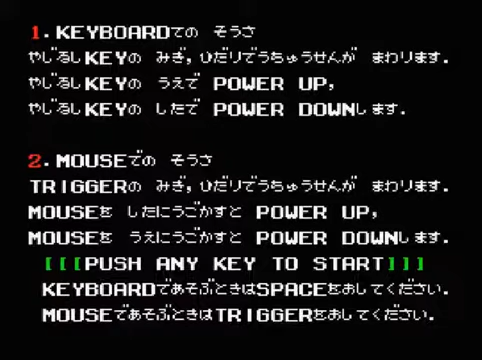 1.KEYBOARDでの そうさ
やじるしKEYの みぎ,ひだりでうちゅうせんが まわります.
やじるしKEYの うえで POWER UP,
やじるしKEYの したで POWER DOWNします.
2.MOUSEでの そうさ
TRIGGERの みぎ,ひだりでうちゅうせんが まわります.
MOUSEを したにうごかすと POWER UP,
MOUSEを うえにうごかすと POWER DOWNします.
[[[PUSH ANY KEY TO START]]]
KEYBOARDであそぶときはSPACEをおしてください.
MOUSEであそぶときはTRIGGERをおしてください.